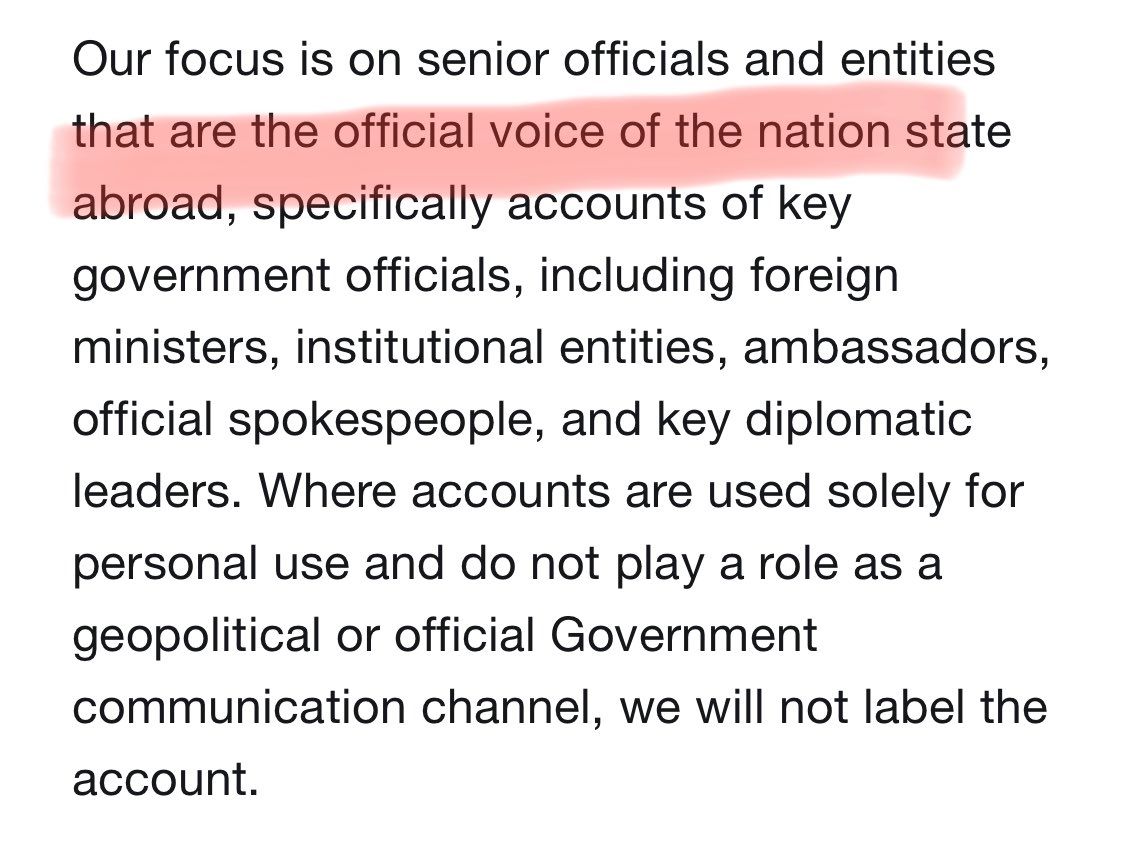 Our focus is on senior officials and entities
that are the official voice of the nation state
abroad, specifically accounts of key
government officials, including foreign
ministers, institutional entities, ambassadors,
official spokespeople, and key diplomatic
leaders. Where accounts are used solely for
personal use and do not play a role as a
geopolitical or official Government
communication channel, we will not label the
account.